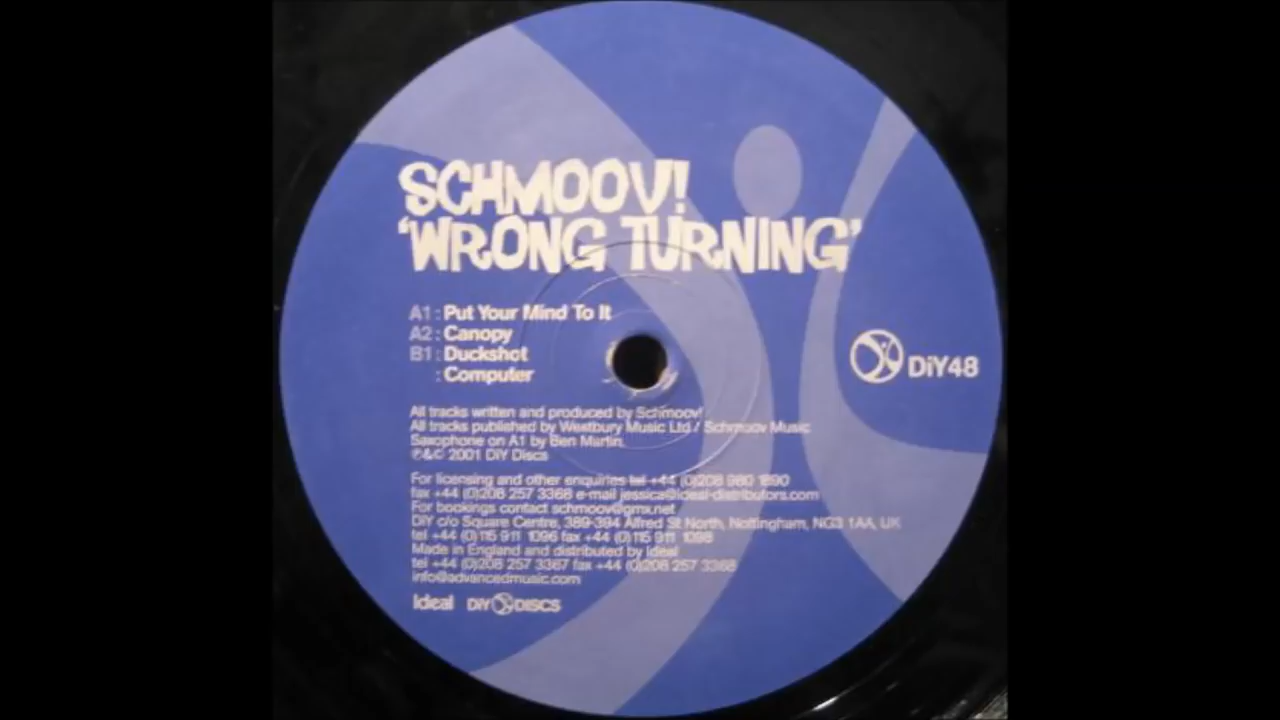 SCHMOOV!
'WRONG TURNING'
A1: Put Your Mind To It
A2: Canopy
B1: Duckshot
: Computer
DiY48
All tracks written and produced by Schmoov!
All tracks published by Westbury Music Ltd / Schmoov Music
Saxophone on A1 by Ben Martin.
℗&© 2001 DiY Discs
For licensing and other enquiries tel +44 (0)208 980 1890
fax +44 (0)208 257 3368 e-mail jessica@ideal-distributors.com
For bookings contact schmoov@gmx.net
DiY c/o Square Centre, 389-394 Alfred St North, Nottingham, NG3 1AA, UK
tel +44 (0)115 911 1096 fax +44 (0)115 911 1098
Made in England and distributed by Ideal
tel +44 (0)208 257 3367 fax +44 (0)208 257 3368
info@advancedmusic.com
Ideal DiY DISCS